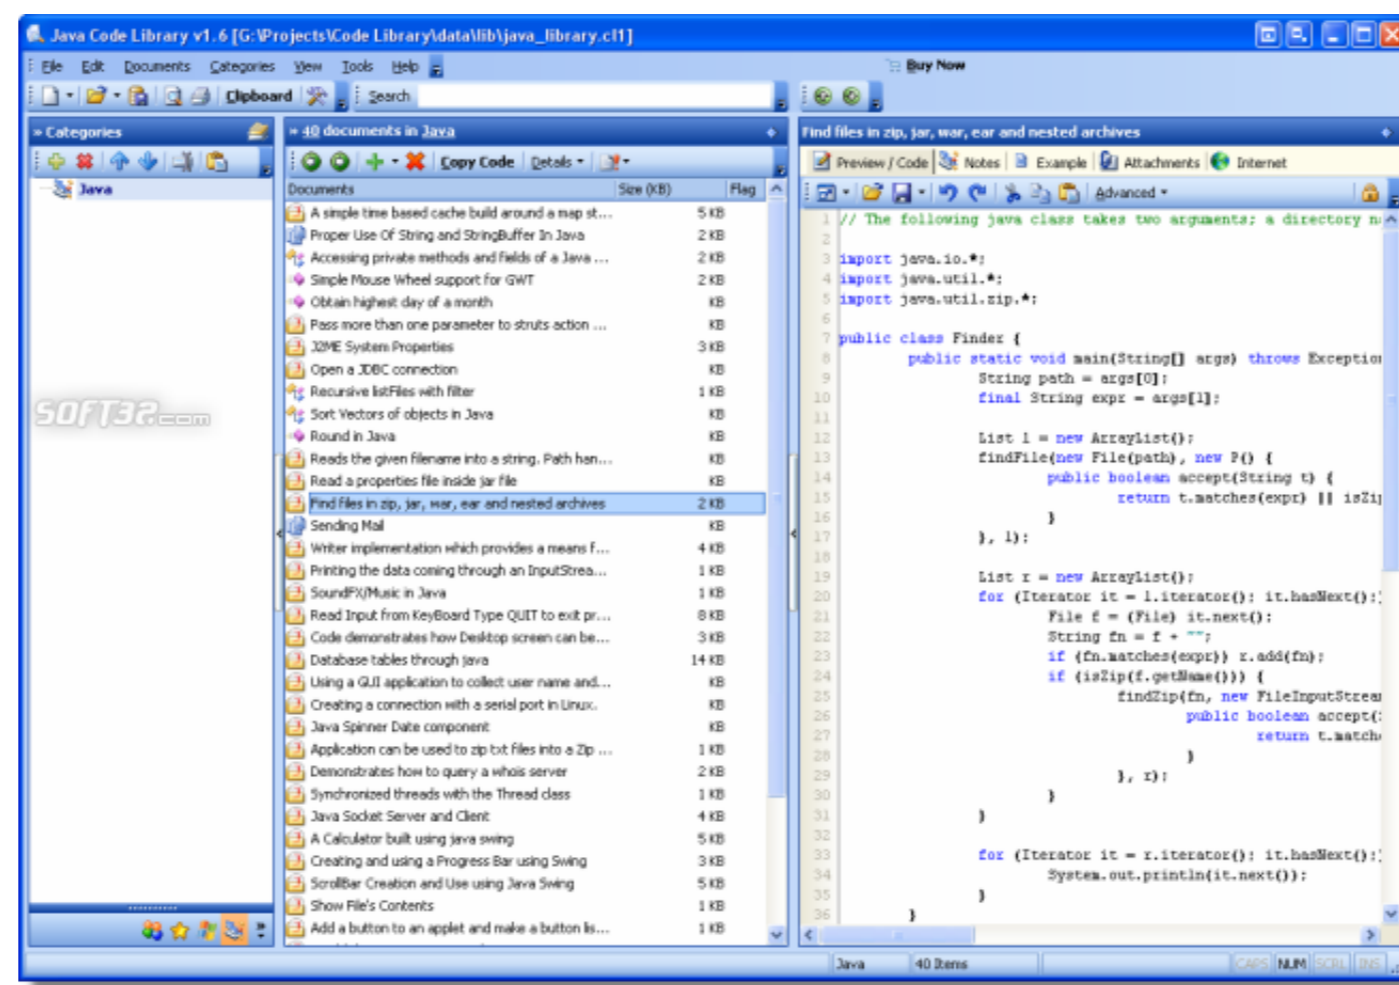 Java Code Library v1.6 [G:\Projects\Code Library\data\lib\java_library.cl1]
File Edit Documents Categories View Tools Help
Buy Now
Clipboard Search
» Categories
Java
SOFT32.com
» 40 documents in Java
Copy Code Details
Documents Size (KB) Flag
A simple time based cache build around a map st... 5 KB
Proper Use Of String and StringBuffer In Java 2 KB
Accessing private methods and fields of a Java ... 2 KB
Simple Mouse Wheel support for GWT 2 KB
Obtain highest day of a month KB
Pass more than one parameter to struts action ... KB
J2ME System Properties 3 KB
Open a JDBC connection KB
Recursive listFiles with filter 1 KB
Sort Vectors of objects in Java KB
Round in Java KB
Reads the given filename into a string. Path han... KB
Read a properties file inside jar file KB
Find files in zip, jar, war, ear and nested archives 2 KB
Sending Mail KB
Writer implementation which provides a means f... 4 KB
Printing the data coming through an InputStrea... 1 KB
SoundFX/Music in Java 1 KB
Read Input from KeyBoard Type QUIT to exit pr... 8 KB
Code demonstrates how Desktop screen can be... 3 KB
Database tables through java 14 KB
Using a GUI application to collect user name and... KB
Creating a connection with a serial port in Linux. KB
Java Spinner Date component KB
Application can be used to zip txt files into a Zip ... 1 KB
Demonstrates how to query a whois server 2 KB
Synchronized threads with the Thread class 1 KB
Java Socket Server and Client 4 KB
A Calculator built using java swing 5 KB
Creating and using a Progress Bar using Swing 3 KB
ScrollBar Creation and Use using Java Swing 5 KB
Show File's Contents 1 KB
Add a button to an applet and make a button lis... 1 KB
Find files in zip, jar, war, ear and nested archives
Preview / Code Notes Example Attachments Internet
Advanced
1 // The following java class takes two arguments; a directory n
2
3 import java.io.*;
4 import java.util.*;
5 import java.util.zip.*;
6
7 public class Finder {
8 public static void main(String[] args) throws Exception
9 String path = args[0];
10 final String expr = args[1];
11
12 List l = new ArrayList();
13 findFile(new File(path), new P() {
14 public boolean accept(String t) {
15 return t.matches(expr) || isZip
16 }
17 }, l);
18
19 List r = new ArrayList();
20 for (Iterator it = l.iterator(); it.hasNext();)
21 File f = (File) it.next();
22 String fn = f + "";
23 if (fn.matches(expr)) r.add(fn);
24 if (isZip(f.getName())) {
25 findZip(fn, new FileInputStream
26 public boolean accept(
27 return t.match
28 }
29 }, r);
30 }
31 }
32
33 for (Iterator it = r.iterator(); it.hasNext();)
34 System.out.println(it.next());
35 }
36 }
Java 40 Items CAPS NUM SCRL INS